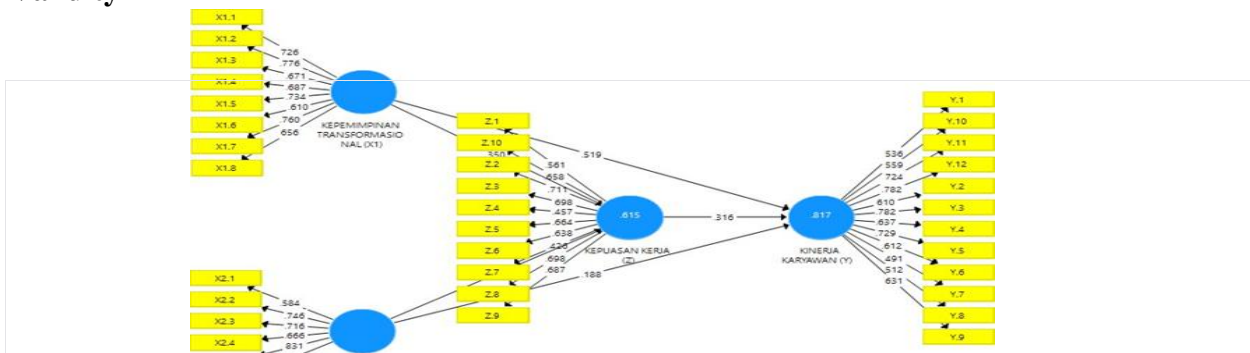 X1.1
X1.2
X1.3
X1.4
X1.5
X1.6
X1.7
X1.8
.726
.776
.671
.687
.734
.610
.760
.656
KEPEMIMPINAN
TRANSFORMASIO
NAL (X1)
X2.1
X2.2
X2.3
X2.4
.584
.746
.716
.666
.831
Z.1
Z.10
Z.2
Z.3
Z.4
Z.5
Z.6
Z.7
Z.8
Z.9
.561
.658
.711
.698
.457
.664
.638
.426
.698
.687
.615
KEPUASAN KERJA
(Z)
.519
.316
.188
.817
KINERJA
KARYAWAN (Y)
.536
.559
.724
.782
.610
.782
.637
.729
.612
.491
.512
.631
Y.1
Y.10
Y.11
Y.12
Y.2
Y.3
Y.4
Y.5
Y.6
Y.7
Y.8
Y.9